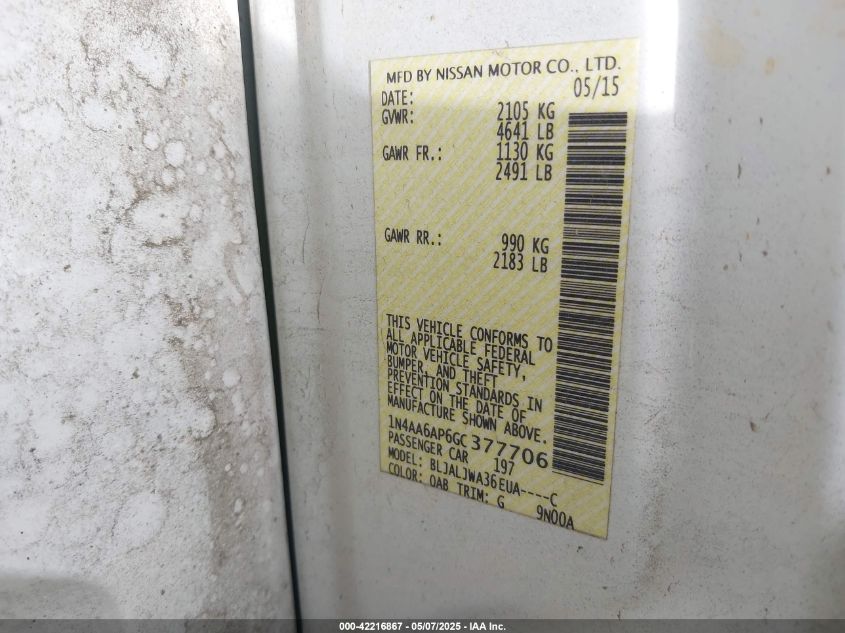 MFD BY NISSAN MOTOR CO., LTD.
DATE: 05/15
GVWR: 2105 KG
4641 LB
GAWR FR.: 1130 KG
2491 LB
GAWR RR.: 990 KG
2183 LB
THIS VEHICLE CONFORMS TO
ALL APPLICABLE FEDERAL
MOTOR VEHICLE SAFETY,
BUMPER, AND THEFT
PREVENTION STANDARDS IN
EFFECT ON THE DATE OF
MANUFACTURE SHOWN ABOVE.
1N4AA6AP6GC377706
PASSENGER CAR 197
MODEL: BLJALJWA36EUA----C
COLOR: QAB TRIM: G 9N00A
000-42216867 - 05/07/2025 - IAA Inc.